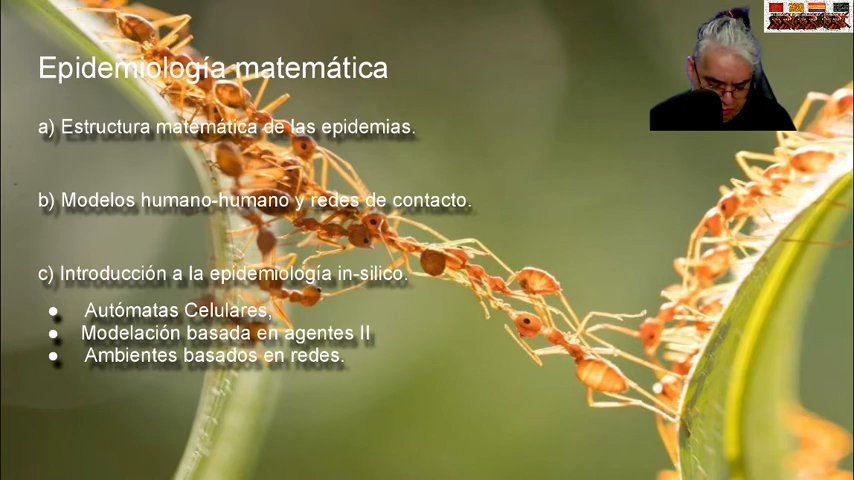 Epidemiología matemática
a) Estructura matemática de las epidemias.
b) Modelos humano-humano y redes de contacto.
c) Introducción a la epidemiología in-silico.
● Autómatas Celulares,
● Modelación basada en agentes II
● Ambientes basados en redes.